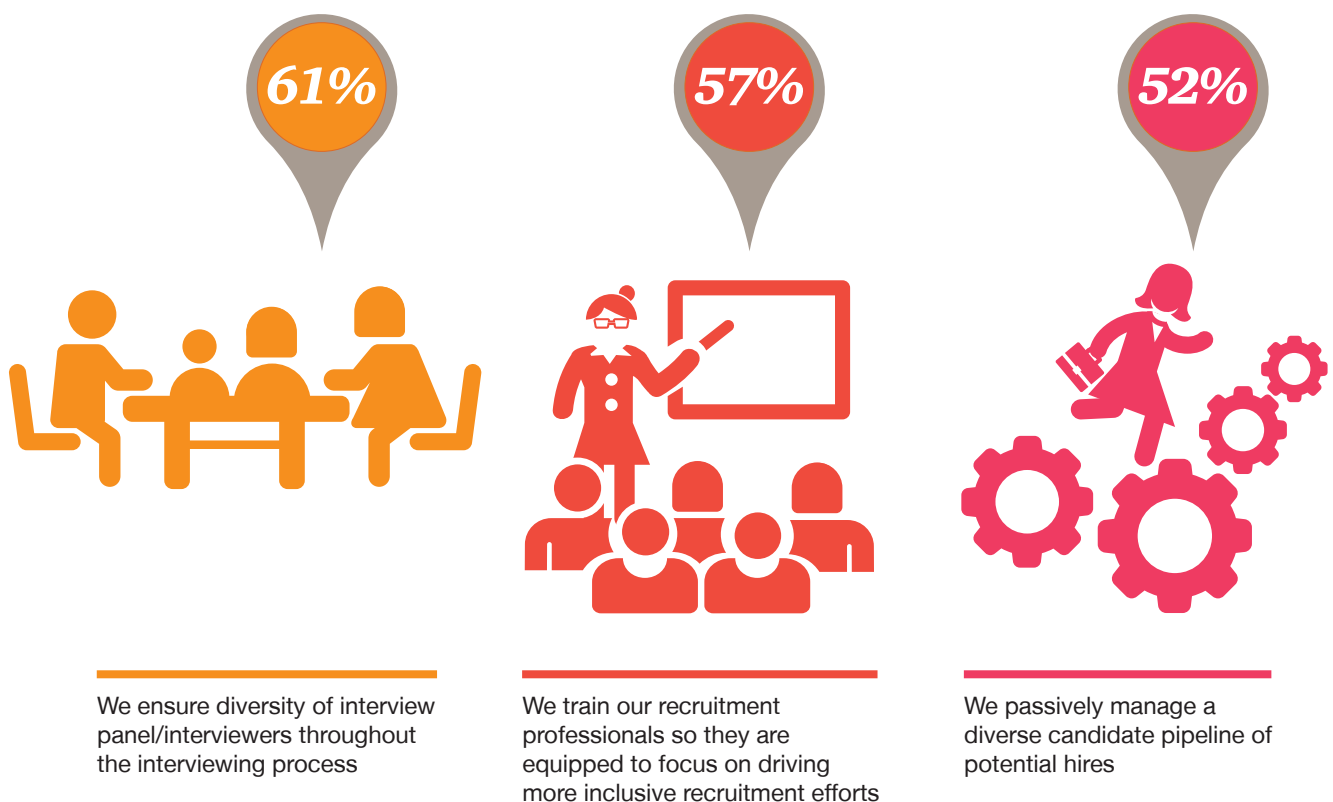 61%
57%
52%
We ensure diversity of interview
panel/interviewers throughout
the interviewing process
We train our recruitment
professionals so they are
equipped to focus on driving
more inclusive recruitment efforts
We passively manage a
diverse candidate pipeline of
potential hires